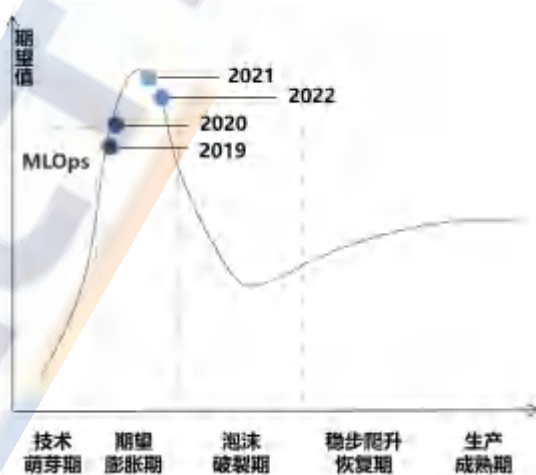 期望值
2021
2022
2020
2019
MLOps
技术
萌芽期
期望
膨胀期
泡沫
破裂期
稳步爬升
恢复期
生产
成熟期